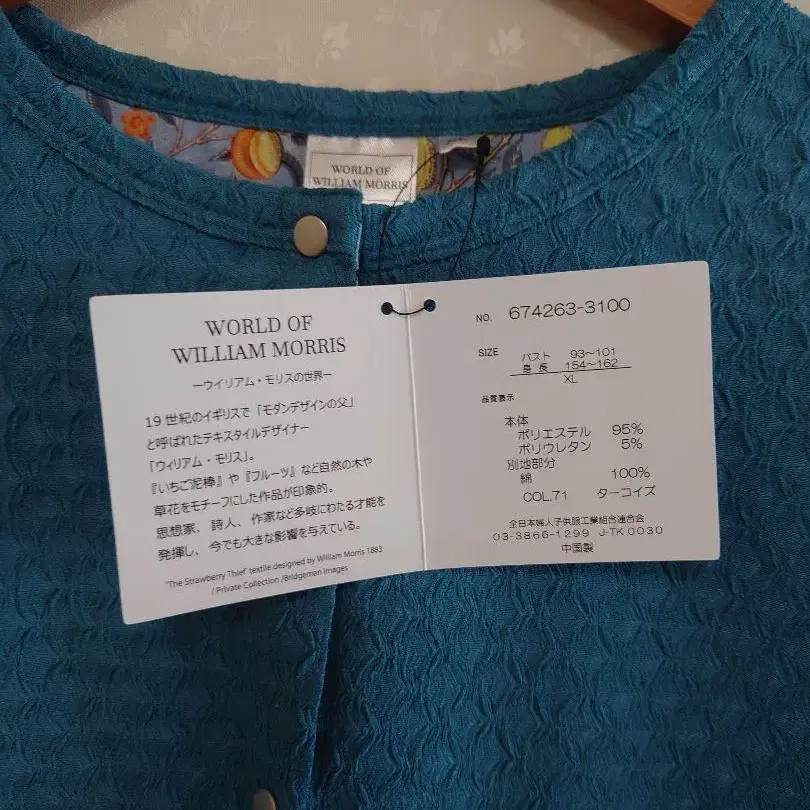 WORLD OF
WILLIAM MORRIS
WORLD OF
WILLIAM MORRIS
―ウイリアム・モリスの世界―
19世紀のイギリスで「モダンデザインの父」
と呼ばれたテキスタイルデザイナー
「ウィリアム・モリス」。
『いちご泥棒』や『フルーツ』など自然の木や
草花をモチーフにした作品が印象的。
思想家、詩人、作家など多岐にわたる才能を
発揮し、今でも大きな影響を与えている。
"The Strawberry Thief' textile designed by William Morris 1883
/ Private Collection /Bridgeman Images
NO. 674263-3100
SIZE バスト 93～101
身長 154～162
XL
品質表示
本体
ポリエステル 95%
ポリウレタン 5%
別地部分
綿 100%
COL.71 ターコイズ
全日本婦人子供服工業組合連合会
03-3866-1299 J-TK0030
中国製